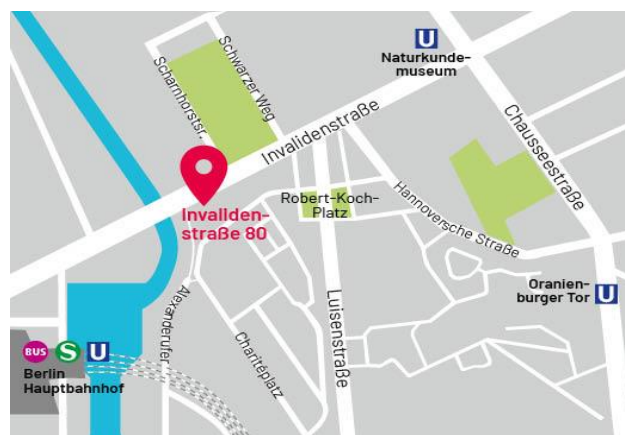 U
Naturkunde-
museum
Scharnhorststr.
Schwarzer Weg
Invalidenstraße
Chausseestraße
Invaliden-
straße 80
Robert-Koch-
Platz
Hannoversche Straße
Oranien-
burger Tor
U
Alexanderufer
Luisenstraße
Charitéplatz
BUS
S
U
Berlin
Hauptbahnhof